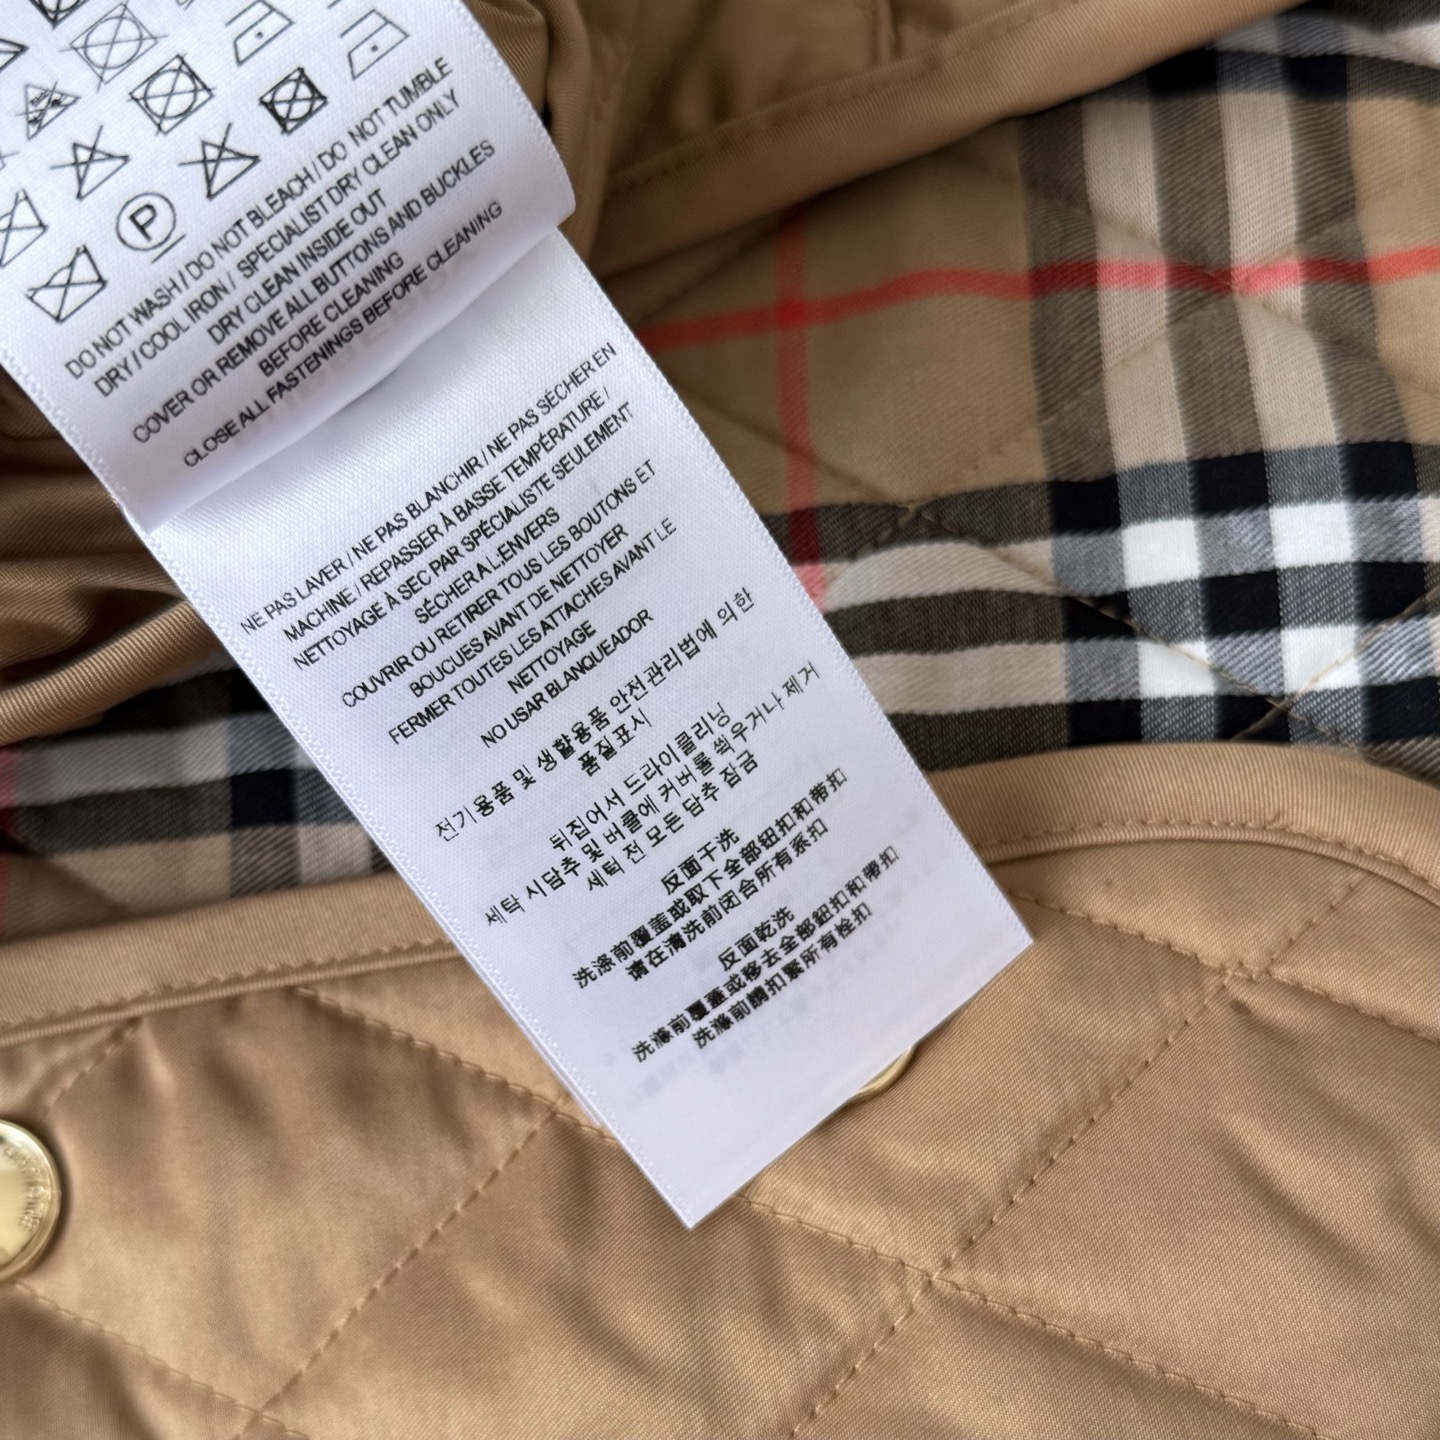 DO NOT WASH / DO NOT BLEACH / DO NOT TUMBLE
DRY / COOL IRON / SPECIALIST DRY CLEAN ONLY
DRY CLEAN INSIDE OUT
COVER OR REMOVE ALL BUTTONS AND BUCKLES
BEFORE CLEANING
CLOSE ALL FASTENINGS BEFORE CLEANING
NE PAS LAVER / NE PAS BLANCHIR / NE PAS SÉCHER EN
MACHINE / REPASSER À BASSE TEMPÉRATURE /
NETTOYAGE À SEC PAR SPÉCIALISTE SEULEMENT
SÉCHER A L'ENVERS
COUVRIR OU RETIRER TOUS LES BOUTONS ET
BOUCLES AVANT DE NETTOYER
FERMER TOUTES LES ATTACHES AVANT LE
NETTOYAGE
NO USAR BLANQUEADOR
전기용품 및 생활용품 안전관리법에 의한
품질표시
뒤집어서 드라이클리닝
세탁 시담추 및 버클에 커버를 씌우거나 제거
세탁 전 모든 담추 잠금
反面干洗
洗涤前覆盖或取下全部钮扣和带扣
请在清洗前闭合所有系扣
反面乾洗
洗滌前覆蓋或移去全部鈕扣和帶扣
洗滌前請扣緊所有栓扣
P